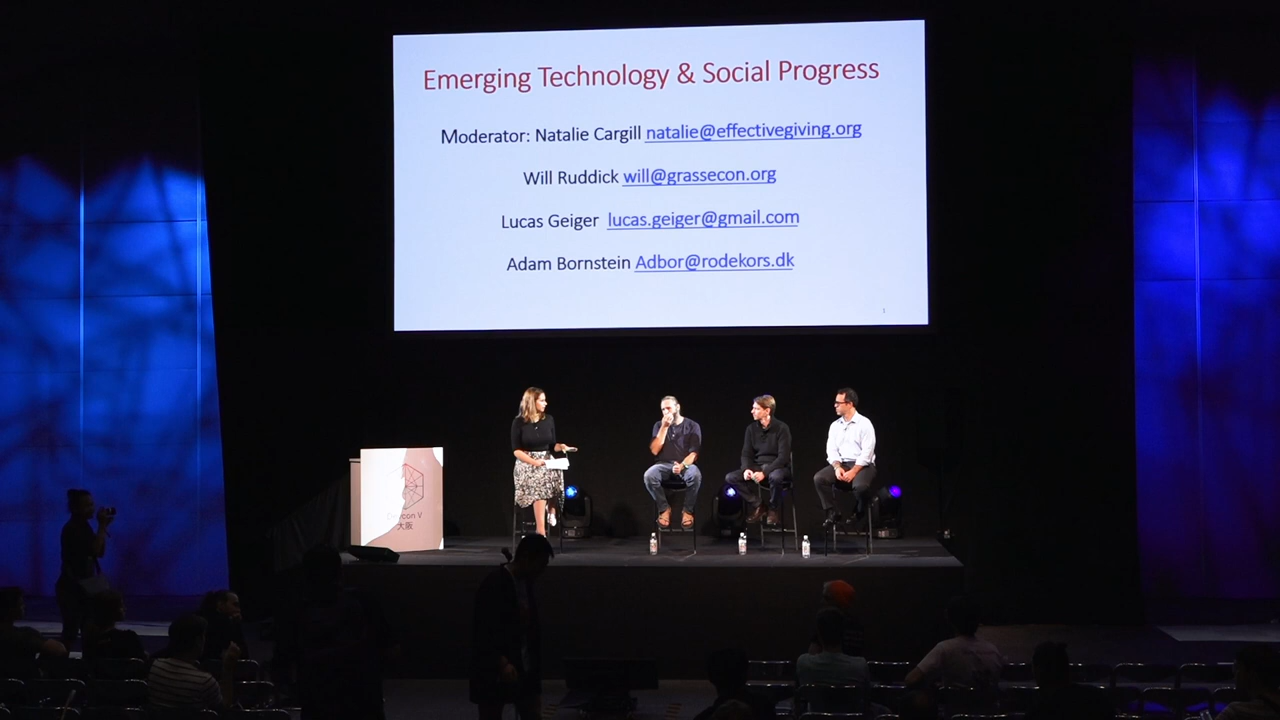 Emerging Technology & Social Progress
Moderator: Natalie Cargill natalie@effectivegiving.org
Will Ruddick will@grassecon.org
Lucas Geiger lucas.geiger@gmail.com
Adam Bornstein Adbor@rodekors.dk
con V
大阪